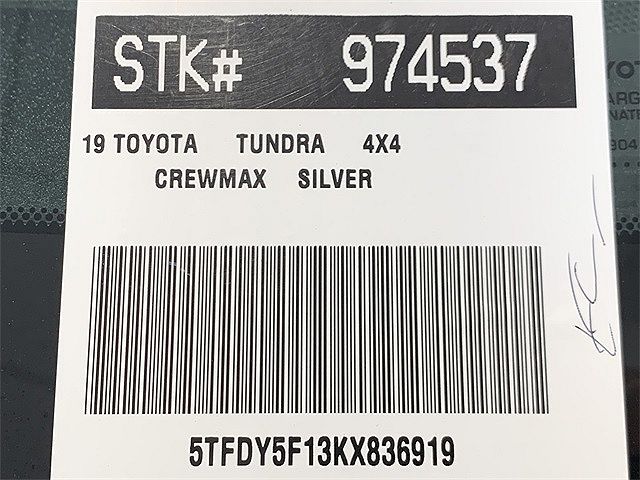 STK# 974537
19 TOYOTA TUNDRA 4X4
CREWMAX SILVER
5TFDY5F13KX836919